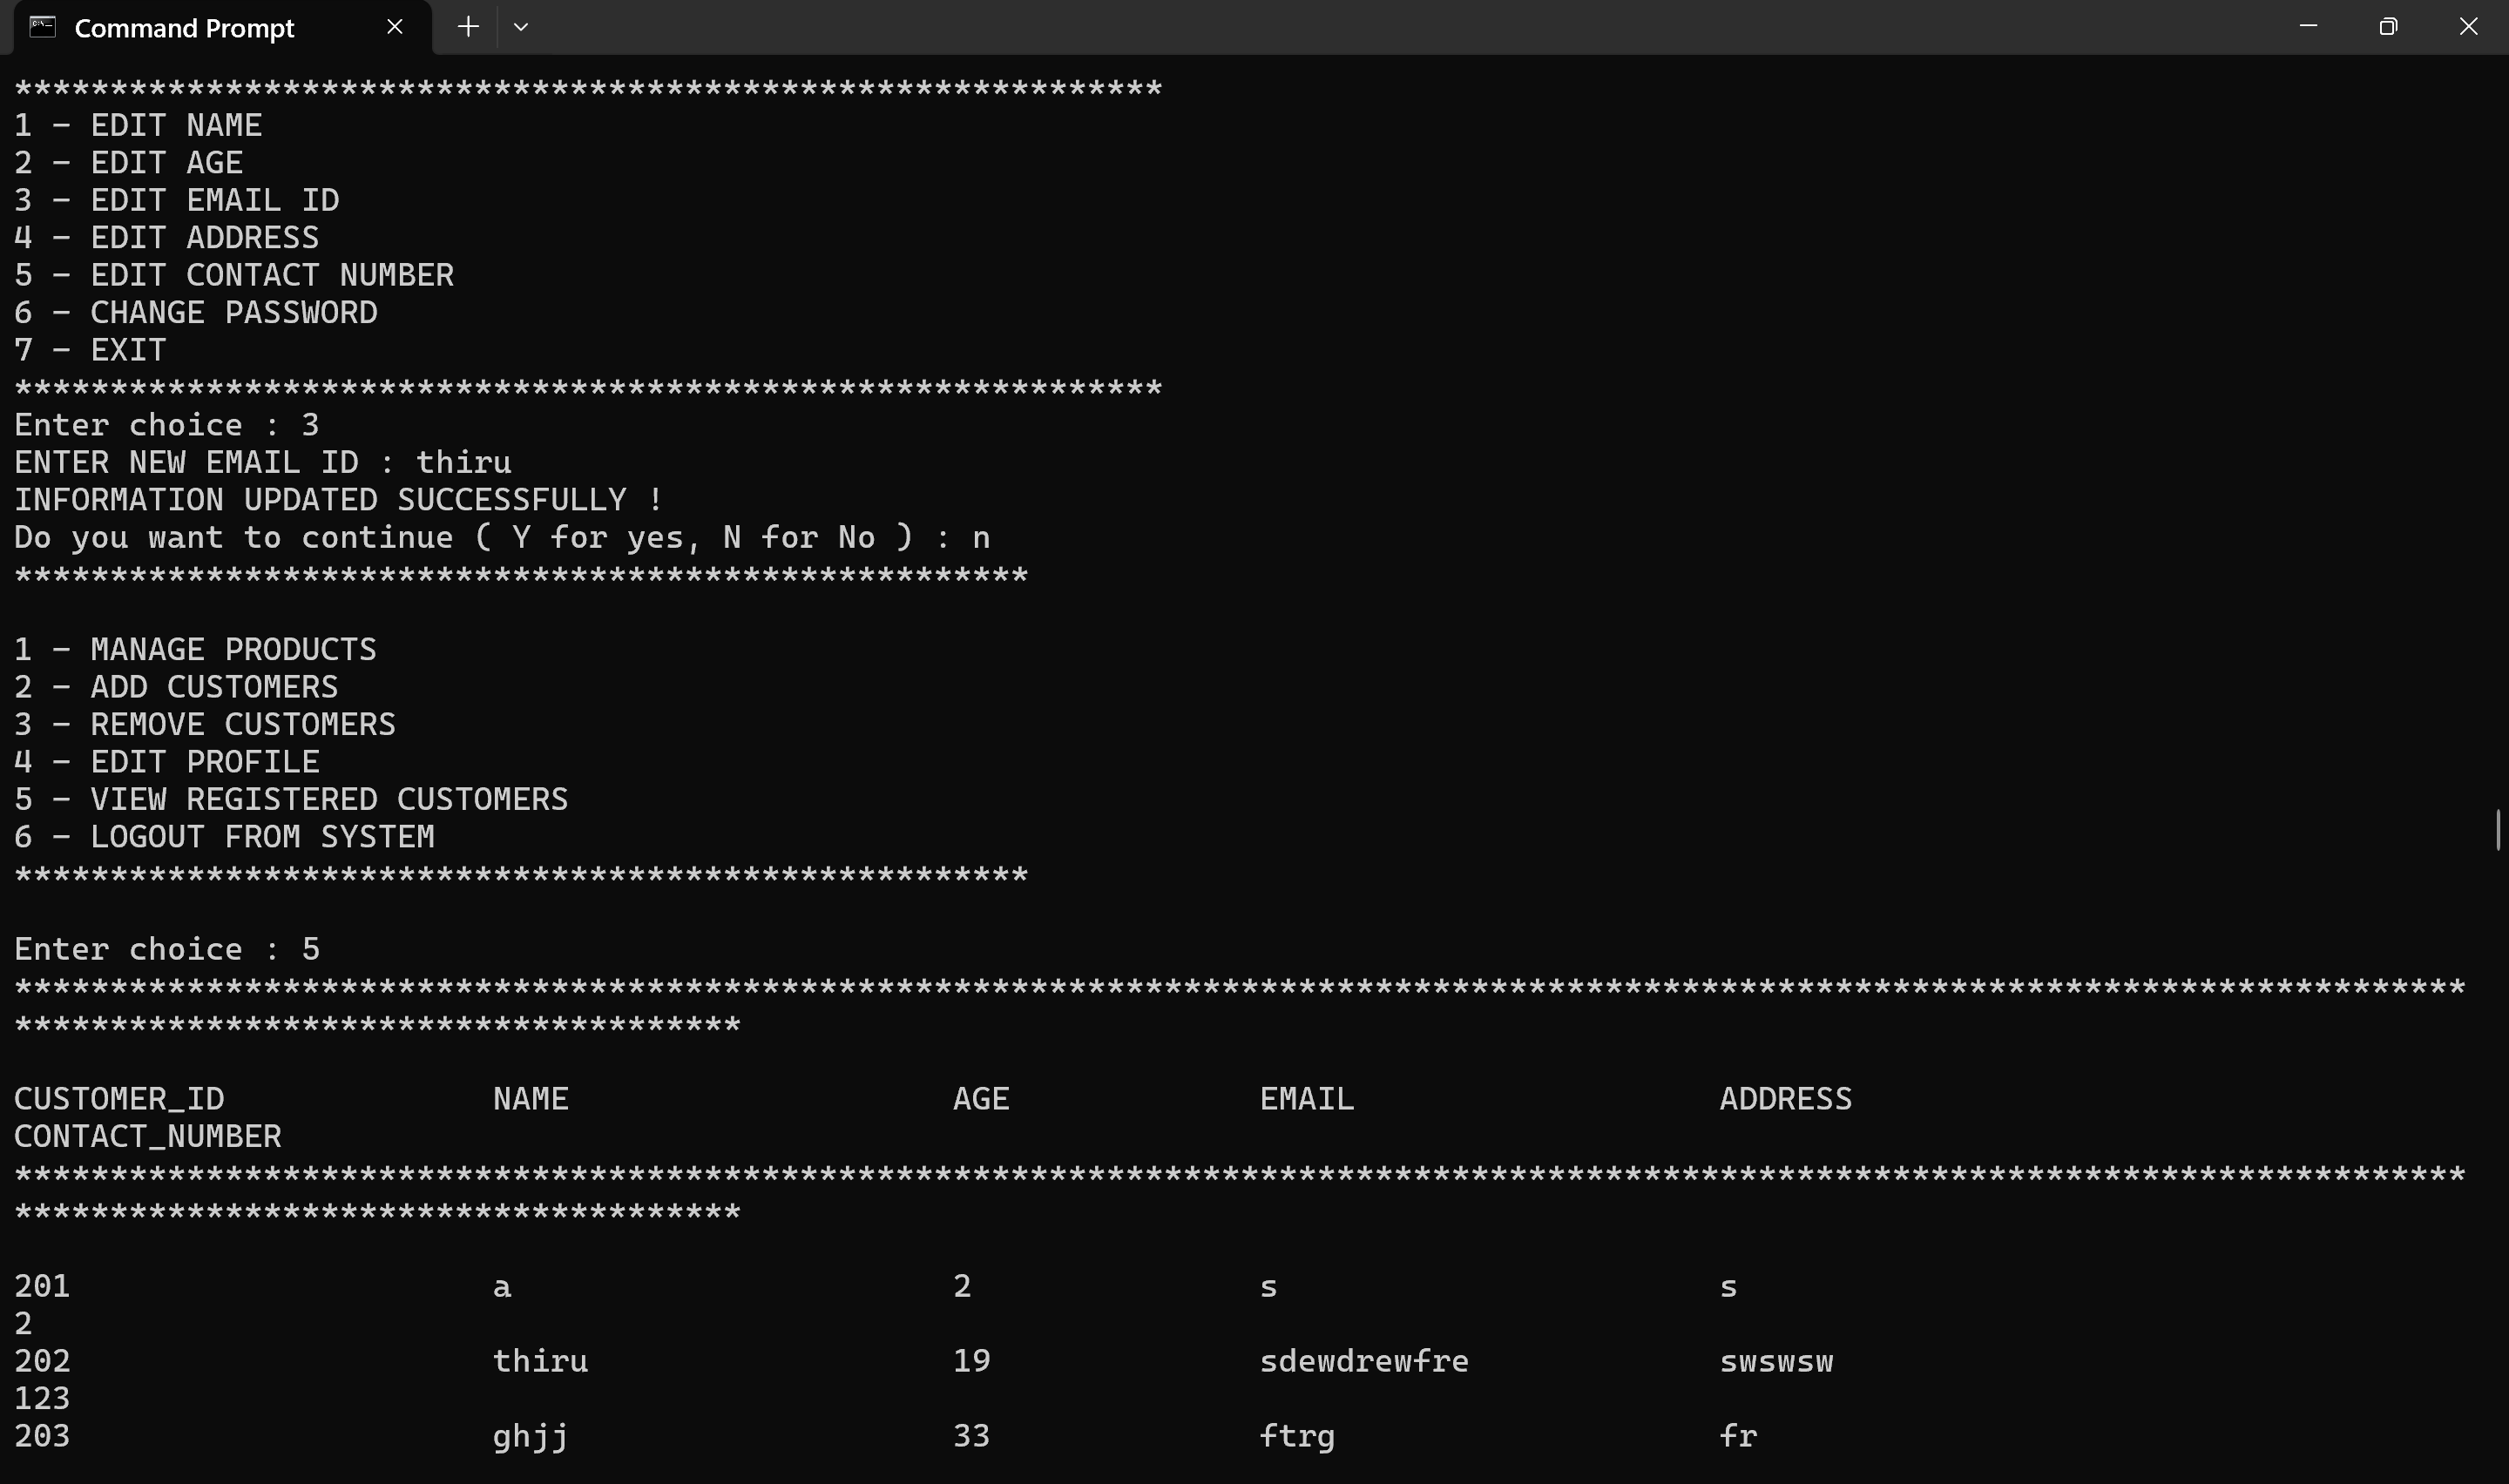 Command Prompt
************************************************************
1 - EDIT NAME
2 - EDIT AGE
3 - EDIT EMAIL ID
4 - EDIT ADDRESS
5 - EDIT CONTACT NUMBER
6 - CHANGE PASSWORD
7 - EXIT
************************************************************
Enter choice : 3
ENTER NEW EMAIL ID : thiru
INFORMATION UPDATED SUCCESSFULLY !
Do you want to continue ( Y for yes, N for No ) : n
*****************************************************
1 - MANAGE PRODUCTS
2 - ADD CUSTOMERS
3 - REMOVE CUSTOMERS
4 - EDIT PROFILE
5 - VIEW REGISTERED CUSTOMERS
6 - LOGOUT FROM SYSTEM
*****************************************************
Enter choice : 5
********************************************************************************************************************************
**************************************
CUSTOMER_ID NAME AGE EMAIL ADDRESS
CONTACT_NUMBER
********************************************************************************************************************************
**************************************
201 a 2 s s
2
202 thiru 19 sdewdrewfre swswsw
123
203 ghjj 33 ftrg fr